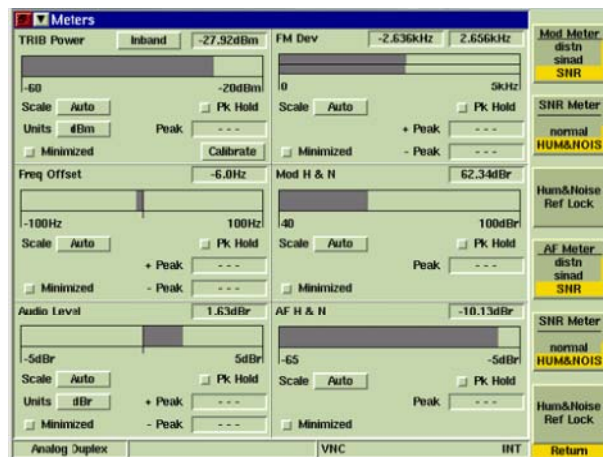 Meters
TRIB Power Inband -27.92dBm
-60 -20dBm
Scale Auto Pk Hold
Units dBm Peak - - -
Minimized Calibrate
FM Dev -2.636kHz 2.656kHz
0 5kHz
Scale Auto Pk Hold
+ Peak - - -
Minimized - Peak - - -
Freq Offset -6.0Hz
-100Hz 100Hz
Scale Auto Pk Hold
+ Peak - - -
Minimized - Peak - - -
Mod H & N 62.34dBr
40 100dBr
Scale Auto Pk Hold
Peak - - -
Minimized
Audio Level 1.63dBr
-5dBr 5dBr
Scale Auto Pk Hold
Units dBr + Peak - - -
Minimized - Peak - - -
AF H & N -10.13dBr
-65 -5dBr
Scale Auto Pk Hold
Peak - - -
Minimized
Mod Meter
distn
sinad
SNR
SNR Meter
normal
HUM&NOIS
Hum&Noise
Ref Lock
AF Meter
distn
sinad
SNR
SNR Meter
normal
HUM&NOIS
Hum&Noise
Ref Lock
Return
Analog Duplex VNC INT